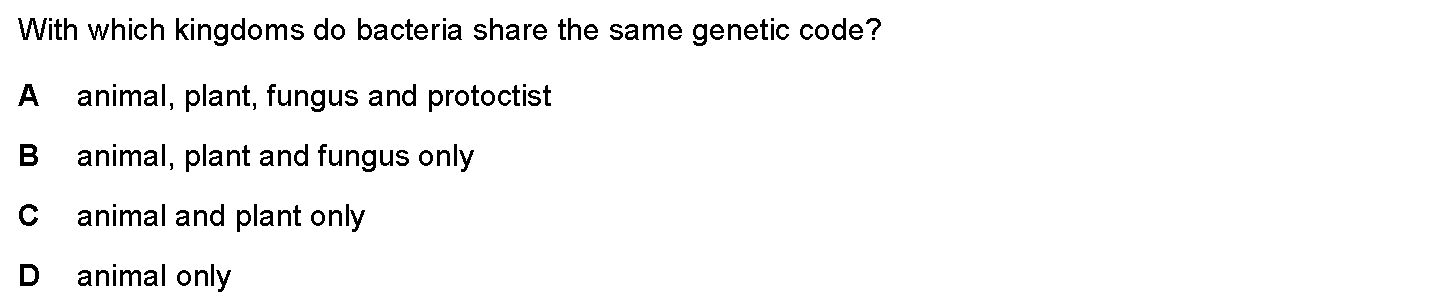 With which kingdoms do bacteria share the same genetic code?
A animal, plant, fungus and protoctist
B animal, plant and fungus only
C animal and plant only
D animal only